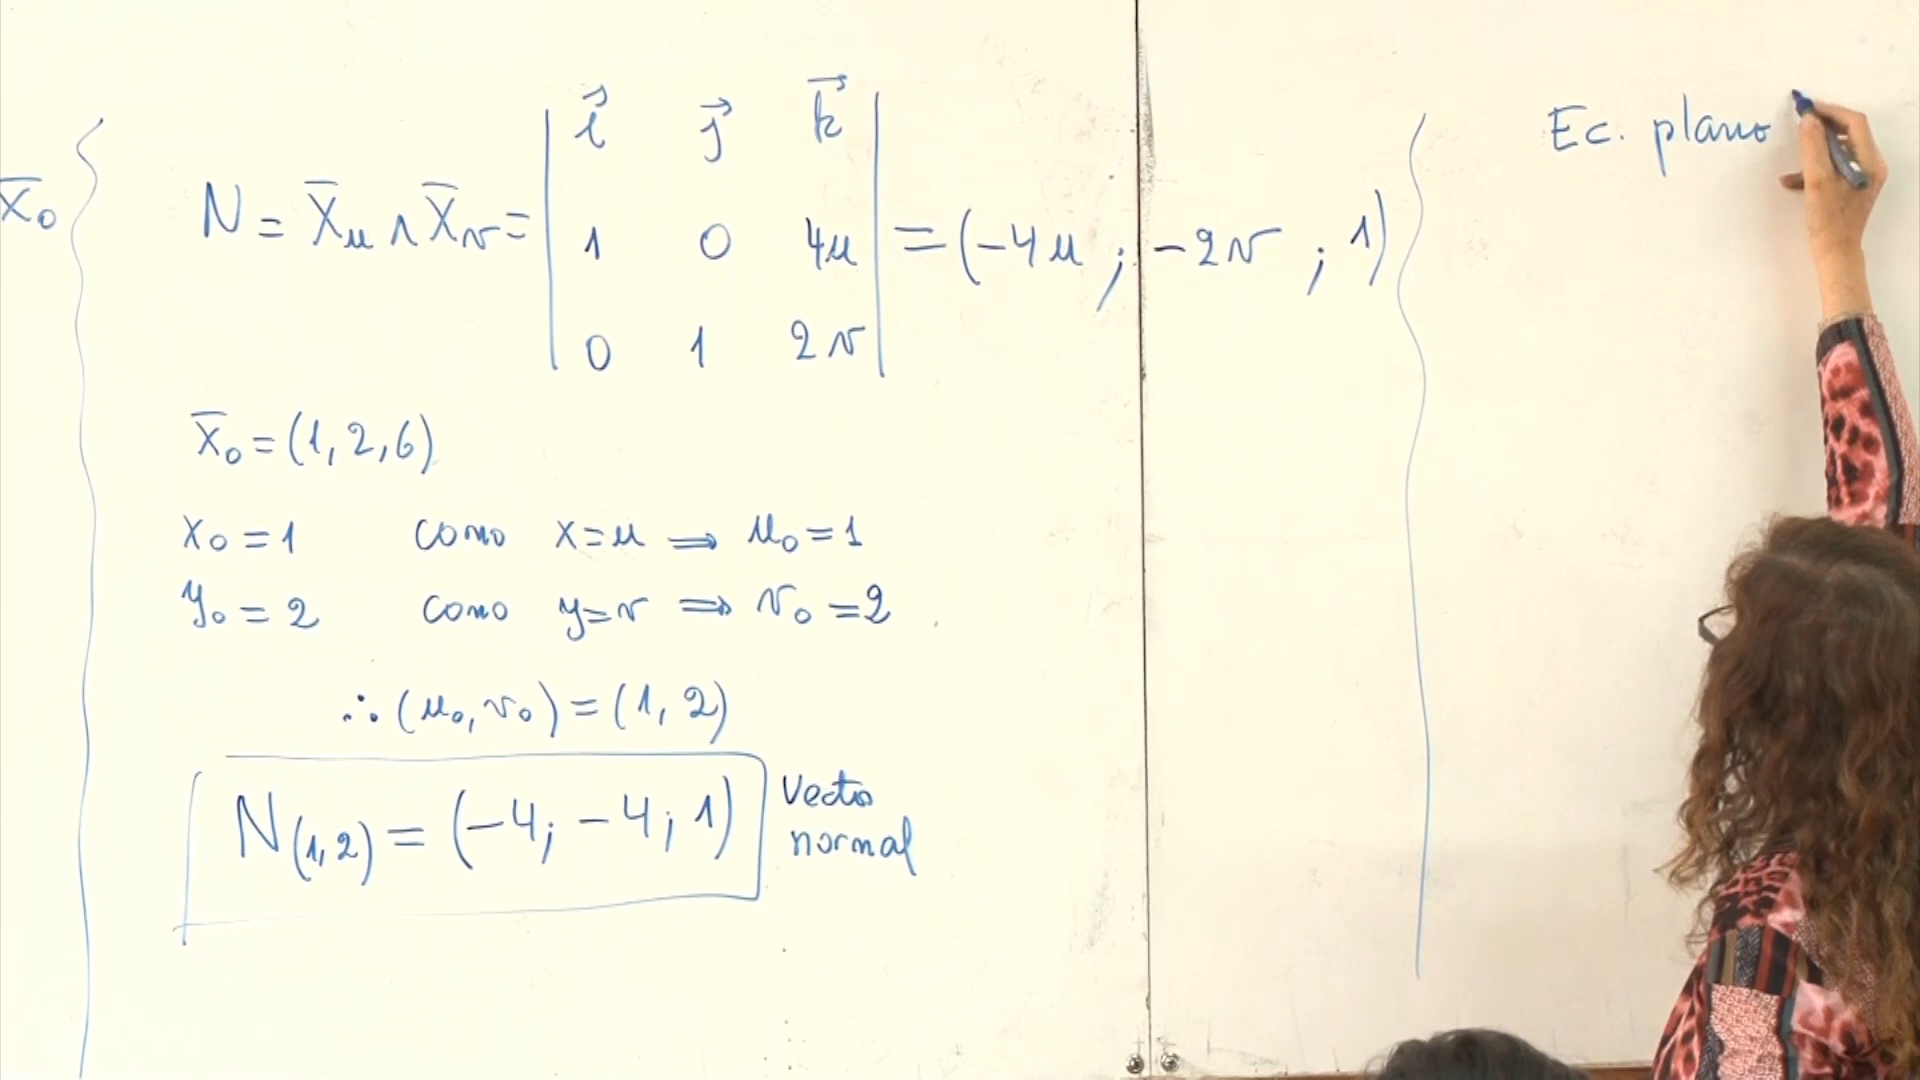 x̄₀
N = X̄ᵤ ∧ X̄ᵥ = | i⃗ j⃗ k⃗ | = (-4u ; -2v ; 1)
| 1 0 4u |
| 0 1 2v |
x̄₀ = (1, 2, 6)
x₀ = 1 como x = u ⇒ u₀ = 1
y₀ = 2 como y = v ⇒ v₀ = 2
∴ (u₀, v₀) = (1, 2)
N(1,2) = (-4; -4; 1) Vector
normal
Ec. plano